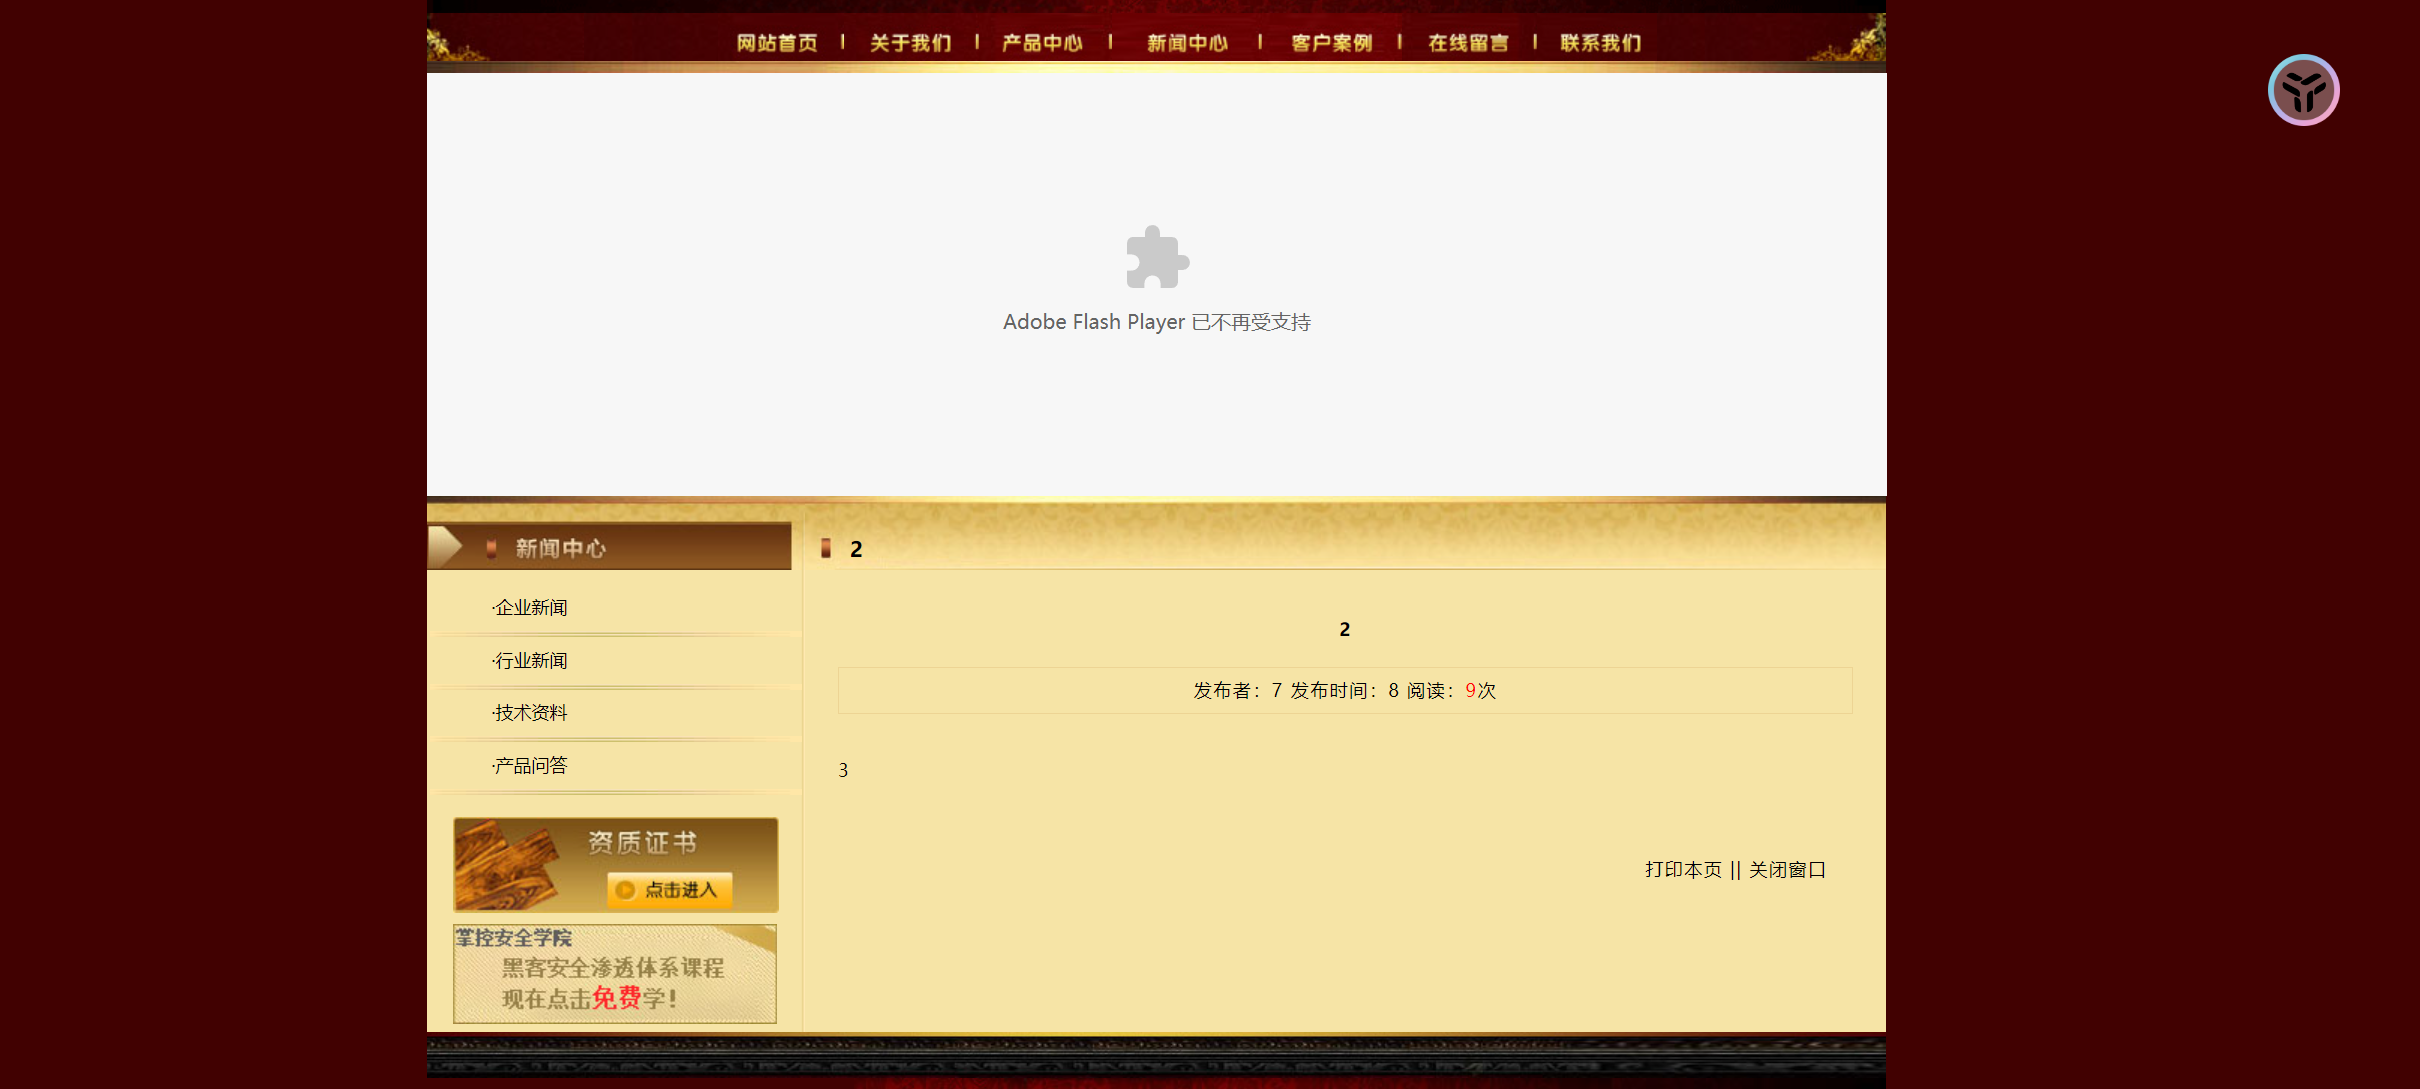 网站首页 | 关于我们 | 产品中心 | 新闻中心 | 客户案例 | 在线留言 | 联系我们
Adobe Flash Player 已不再受支持
新闻中心
·企业新闻
·行业新闻
·技术资料
·产品问答
资质证书
点击进入
掌控安全学院
黑客安全渗透体系课程
现在点击免费学!
2
2
发布者：7 发布时间：8 阅读：9次
3
打印本页 || 关闭窗口